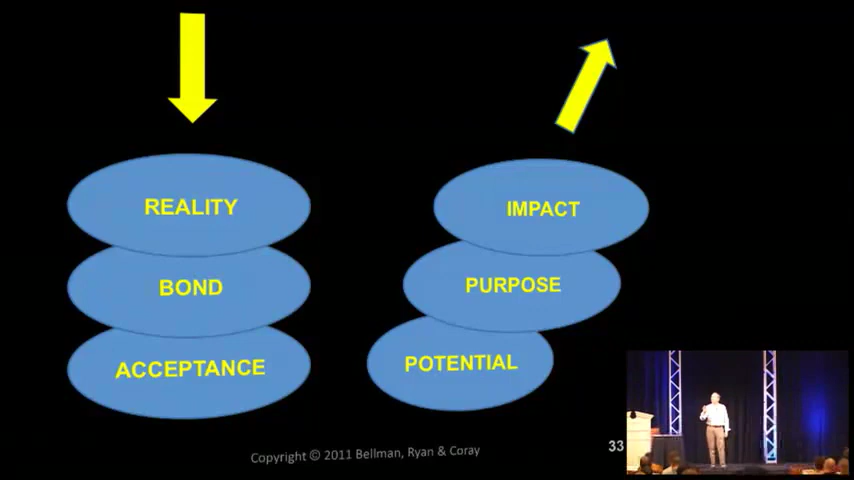 REALITY
BOND
ACCEPTANCE
IMPACT
PURPOSE
POTENTIAL
Copyright © 2011 Bellman, Ryan & Coray
33